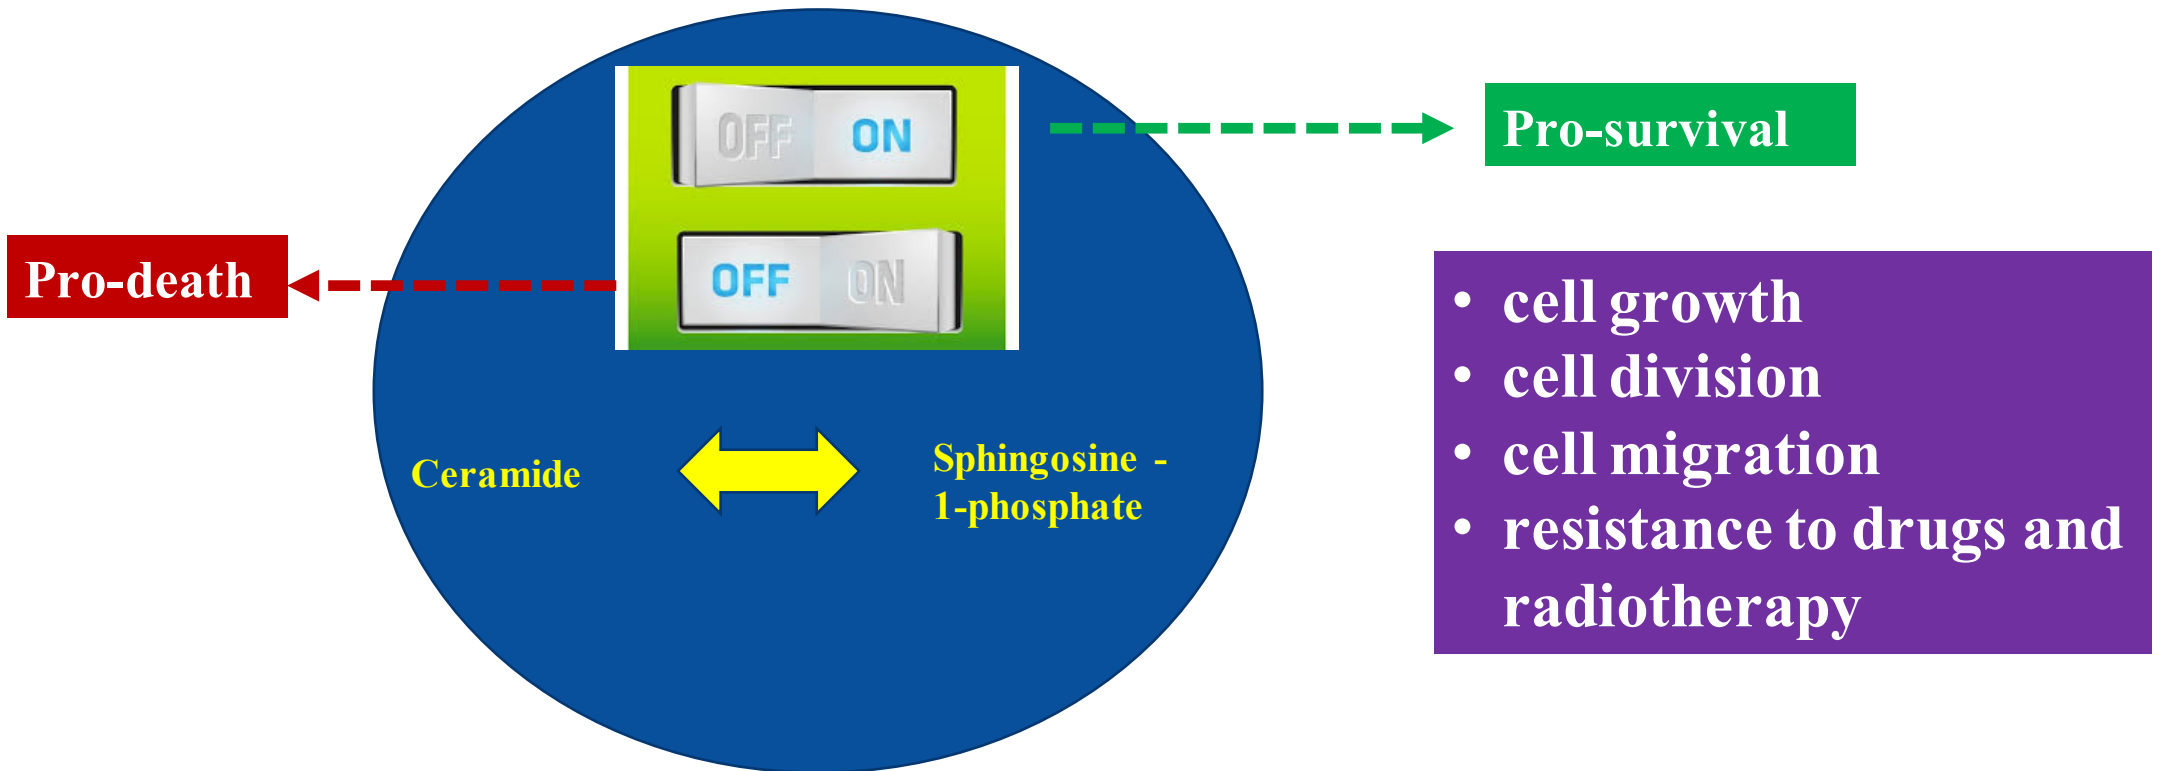 OFF ON
Pro-survival
Pro-death
OFF ON
• cell growth
• cell division
• cell migration
• resistance to drugs and
radiotherapy
Ceramide
Sphingosine -
1-phosphate